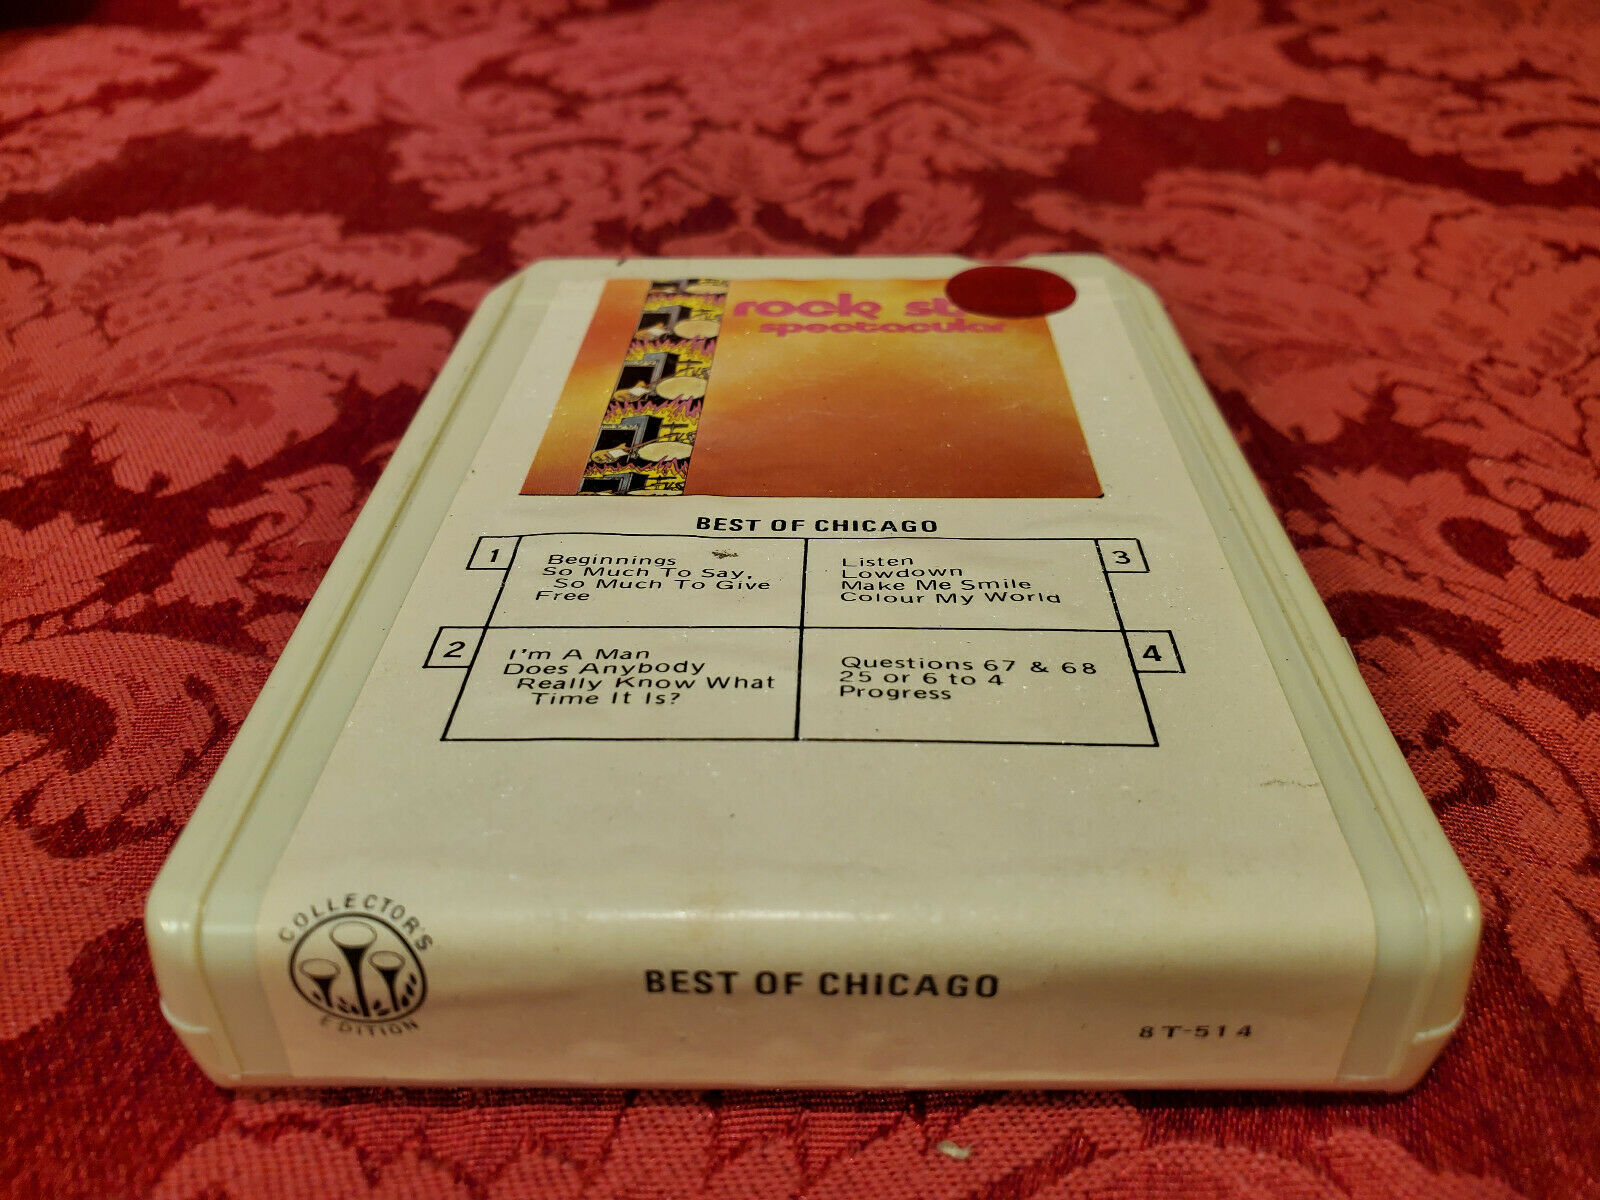 rock
spectacular
BEST OF CHICAGO
1
Beginnings
So Much To Say,
So Much To Give
Free
2
I'm A Man
Does Anybody
Really Know What
Time It Is?
3
Listen
Lowdown
Make Me Smile
Colour My World
4
Questions 67 & 68
25 or 6 to 4
Progress
COLLECTOR'S
EDITION
BEST OF CHICAGO
8T-514